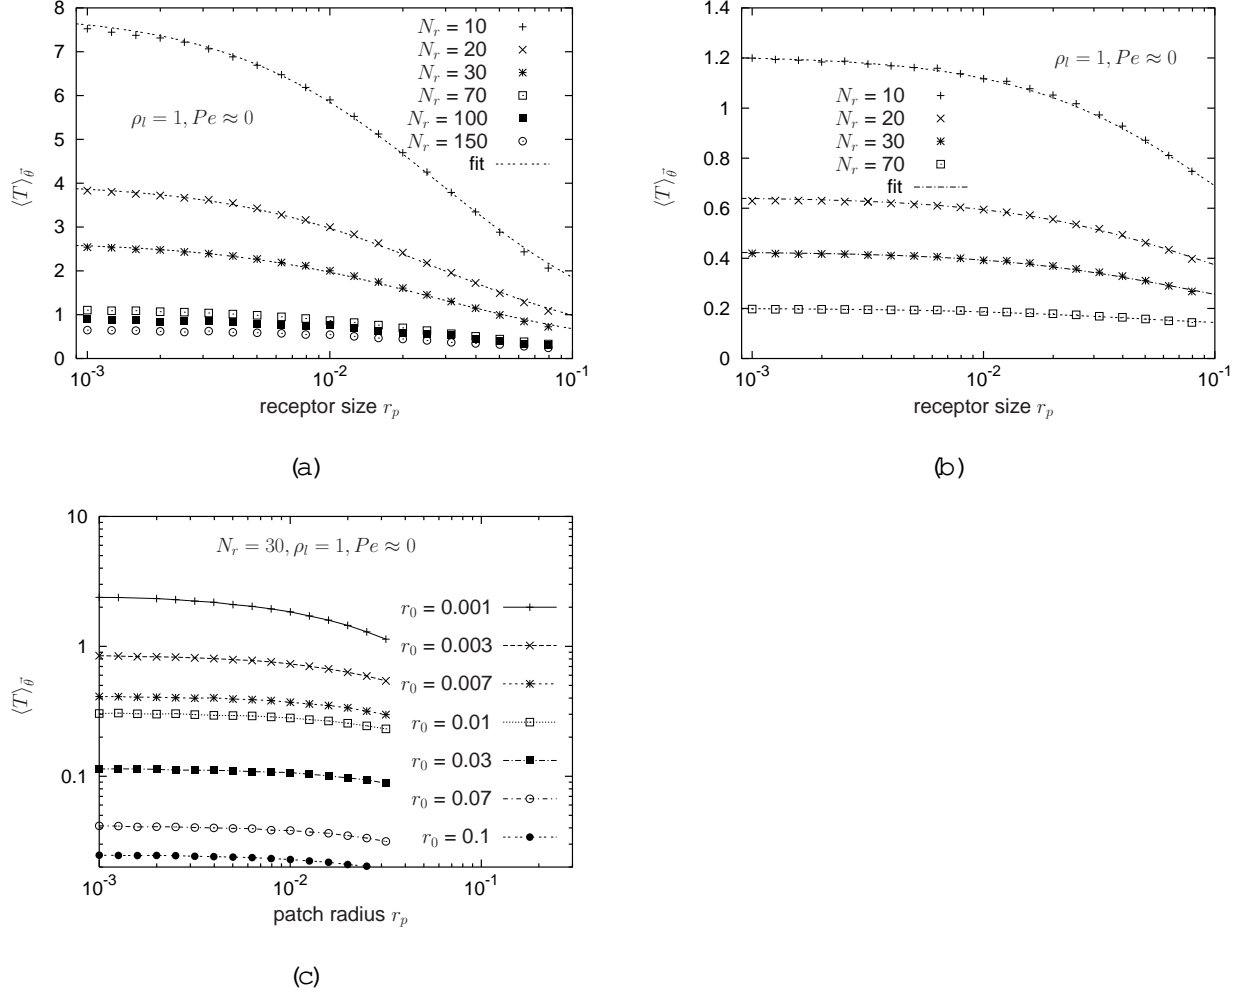 8
7
6
5
4
3
2
1
0
⟨T⟩_θ⃗
N_r = 10
N_r = 20
N_r = 30
N_r = 70
N_r = 100
N_r = 150
fit
ρ_l = 1, Pe ≈ 0
10^-3 10^-2 10^-1
receptor size r_p
(a)
1.4
1.2
1
0.8
0.6
0.4
0.2
0
⟨T⟩_θ⃗
ρ_l = 1, Pe ≈ 0
N_r = 10
N_r = 20
N_r = 30
N_r = 70
fit
10^-3 10^-2 10^-1
receptor size r_p
(b)
10
1
0.1
⟨T⟩_θ⃗
N_r = 30, ρ_l = 1, Pe ≈ 0
r_0 = 0.001
r_0 = 0.003
r_0 = 0.007
r_0 = 0.01
r_0 = 0.03
r_0 = 0.07
r_0 = 0.1
10^-3 10^-2 10^-1
patch radius r_p
(c)